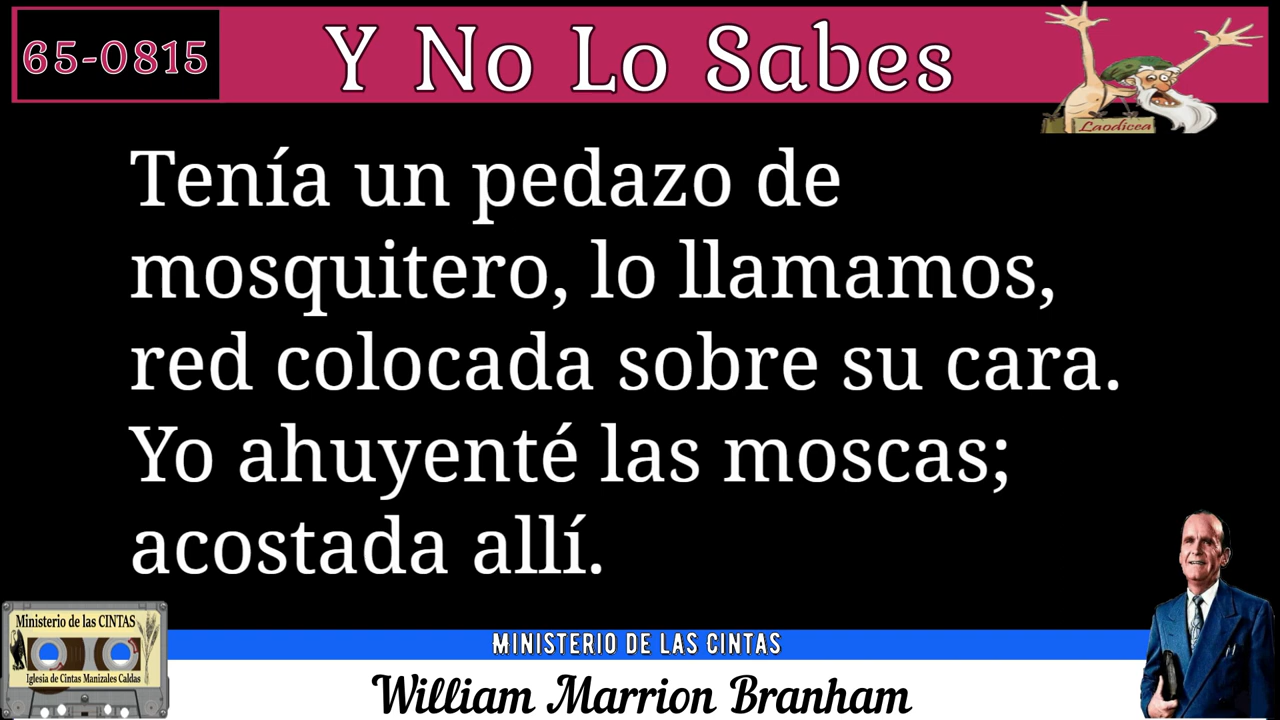 65-0815
Y No Lo Sabes
Laodicea
Tenía un pedazo de
mosquitero, lo llamamos,
red colocada sobre su cara.
Yo ahuyenté las moscas;
acostada allí.
Ministerio de las CINTAS
Iglesia de Cintas Manizales Caldas
MINISTERIO DE LAS CINTAS
William Marrion Branham